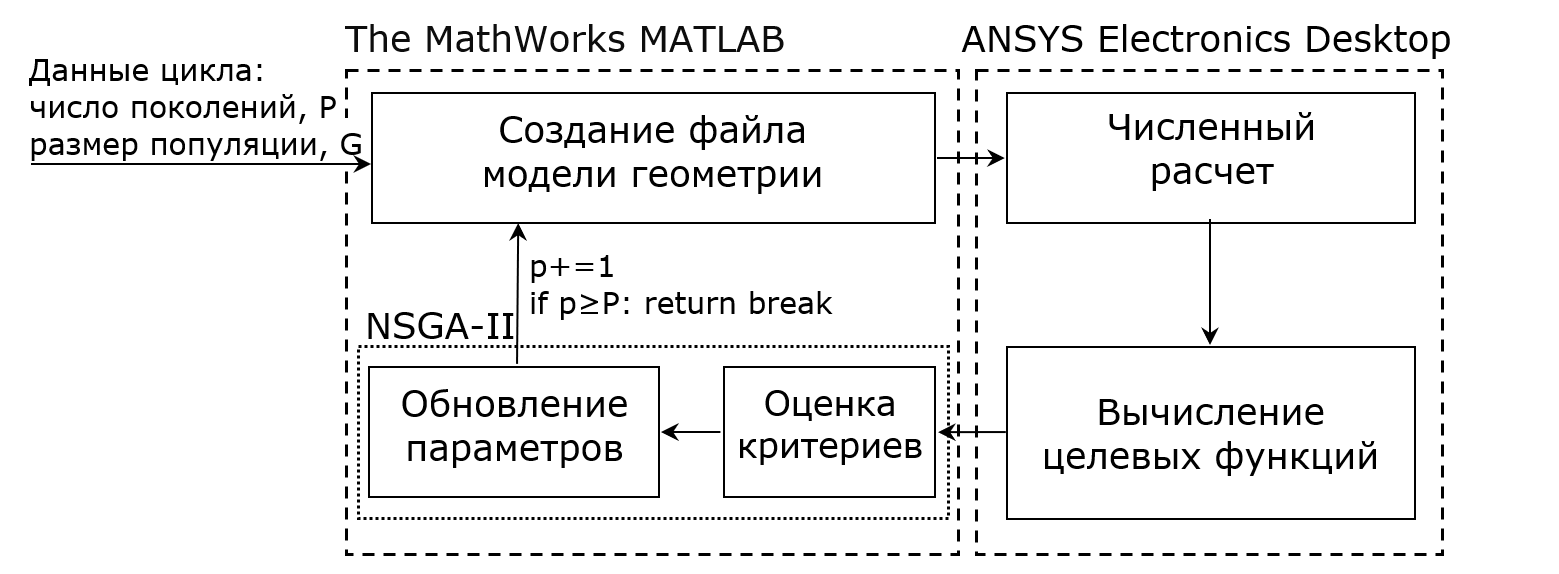 The MathWorks MATLAB
ANSYS Electronics Desktop
Данные цикла:
число поколений, P
размер популяции, G
Создание файла
модели геометрии
Численный
расчет
p+=1
if p≥P: return break
NSGA-II
Обновление
параметров
Оценка
критериев
Вычисление
целевых функций